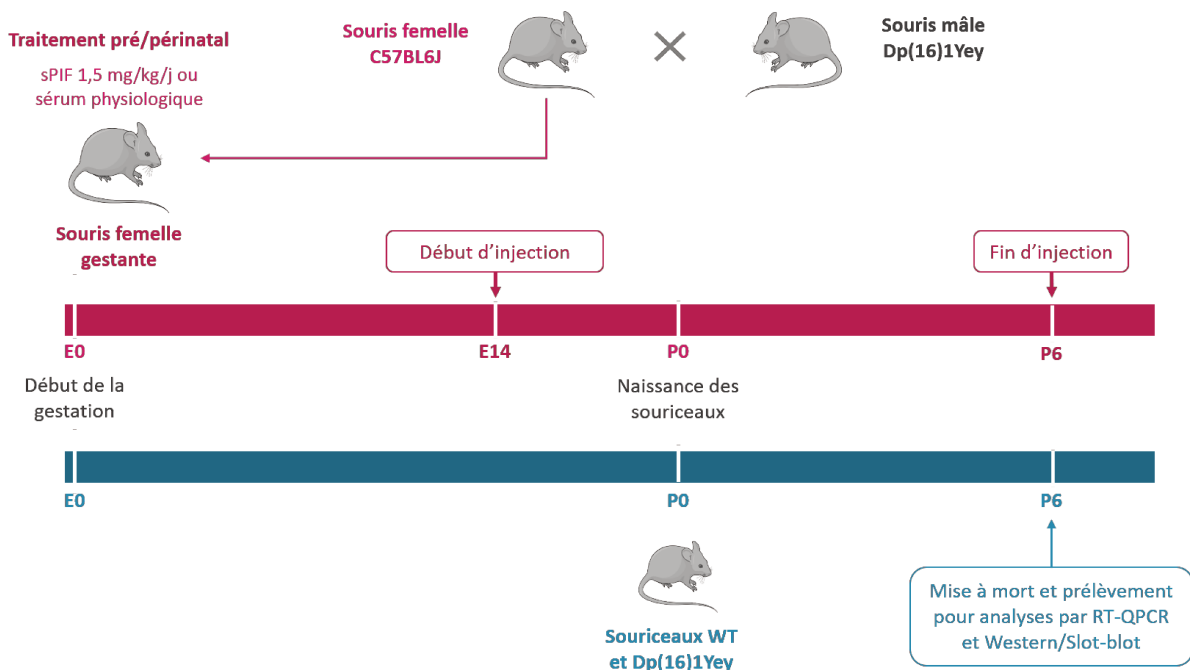 Traitement pré/périnatal
sPIF 1,5 mg/kg/j ou
sérum physiologique
Souris femelle
C57BL6J
Souris mâle
Dp(16)1Yey
Souris femelle
gestante
Début d’injection
Fin d’injection
E0
E14
P0
P6
Début de la
gestation
Naissance des
souriceaux
E0
P0
P6
Souriceaux WT
et Dp(16)1Yey
Mise à mort et prélèvement
pour analyses par RT-QPCR
et Western/Slot-blot